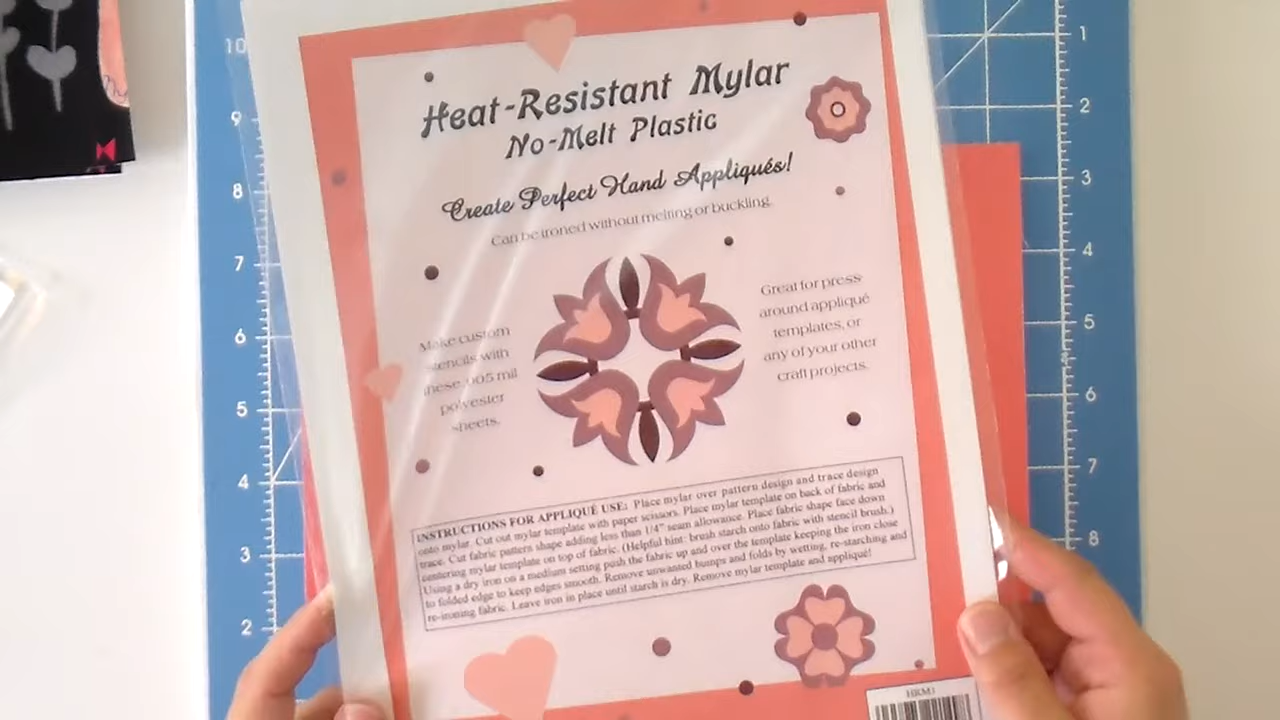 Heat-Resistant Mylar
No-Melt Plastic
Create Perfect Hand Appliqués!
Can be ironed without melting or buckling.
Make custom
stencils with
these .005 mil
polyester
sheets.
Great for press
around appliqué
templates, or
any of your other
craft projects.
INSTRUCTIONS FOR APPLIQUÉ USE: Place mylar over pattern design and trace design
onto mylar. Cut out mylar template with paper scissors. Place mylar template on back of fabric and
trace. Cut fabric pattern shape adding less than 1/4" seam allowance. Place fabric shape face down
centering mylar template on top of fabric. (Helpful hint: brush starch onto fabric with stencil brush.)
Using a dry iron on a medium setting push the fabric up and over the template keeping the iron close
to folded edge to keep edges smooth. Remove unwanted bumps and folds by wetting, re-starching and
re-ironing fabric. Leave iron in place until starch is dry. Remove mylar template and appliqué!
HRM3
10
9
8
7
6
5
4
3
2
1
2
3
4
5
6
7
8